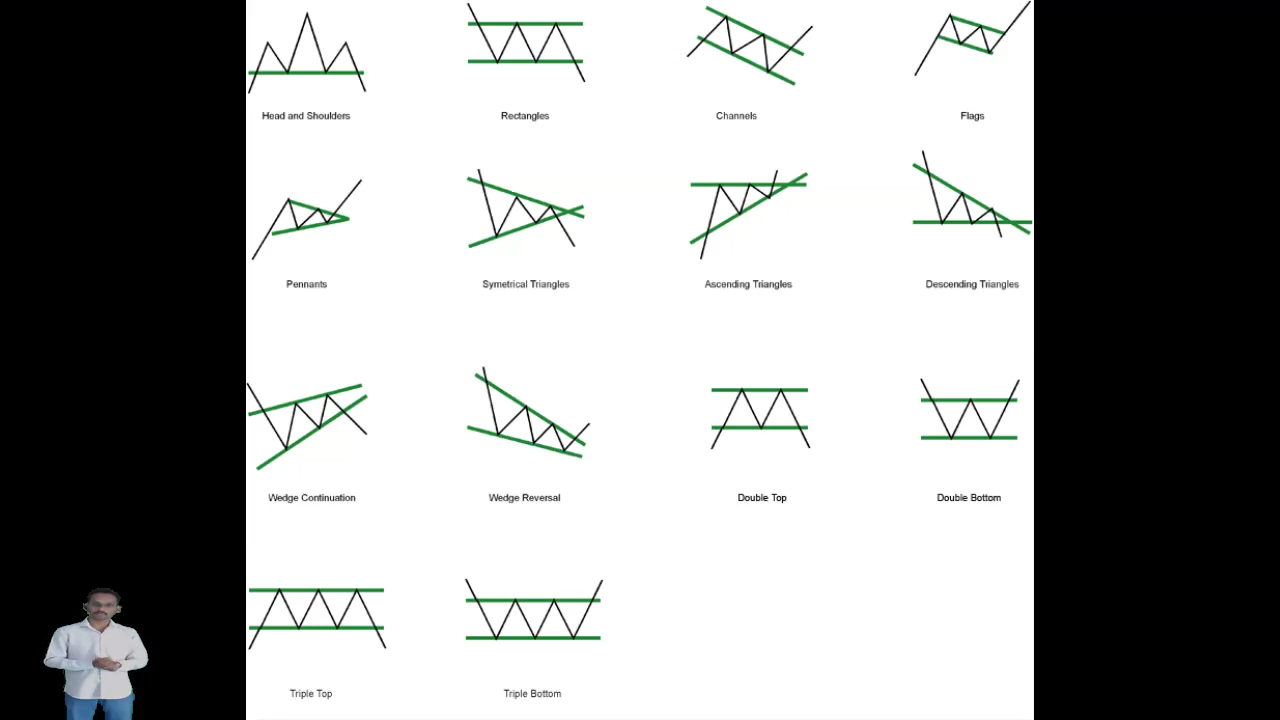 Head and Shoulders
Rectangles
Channels
Flags
Pennants
Symetrical Triangles
Ascending Triangles
Descending Triangles
Wedge Continuation
Wedge Reversal
Double Top
Double Bottom
Triple Top
Triple Bottom